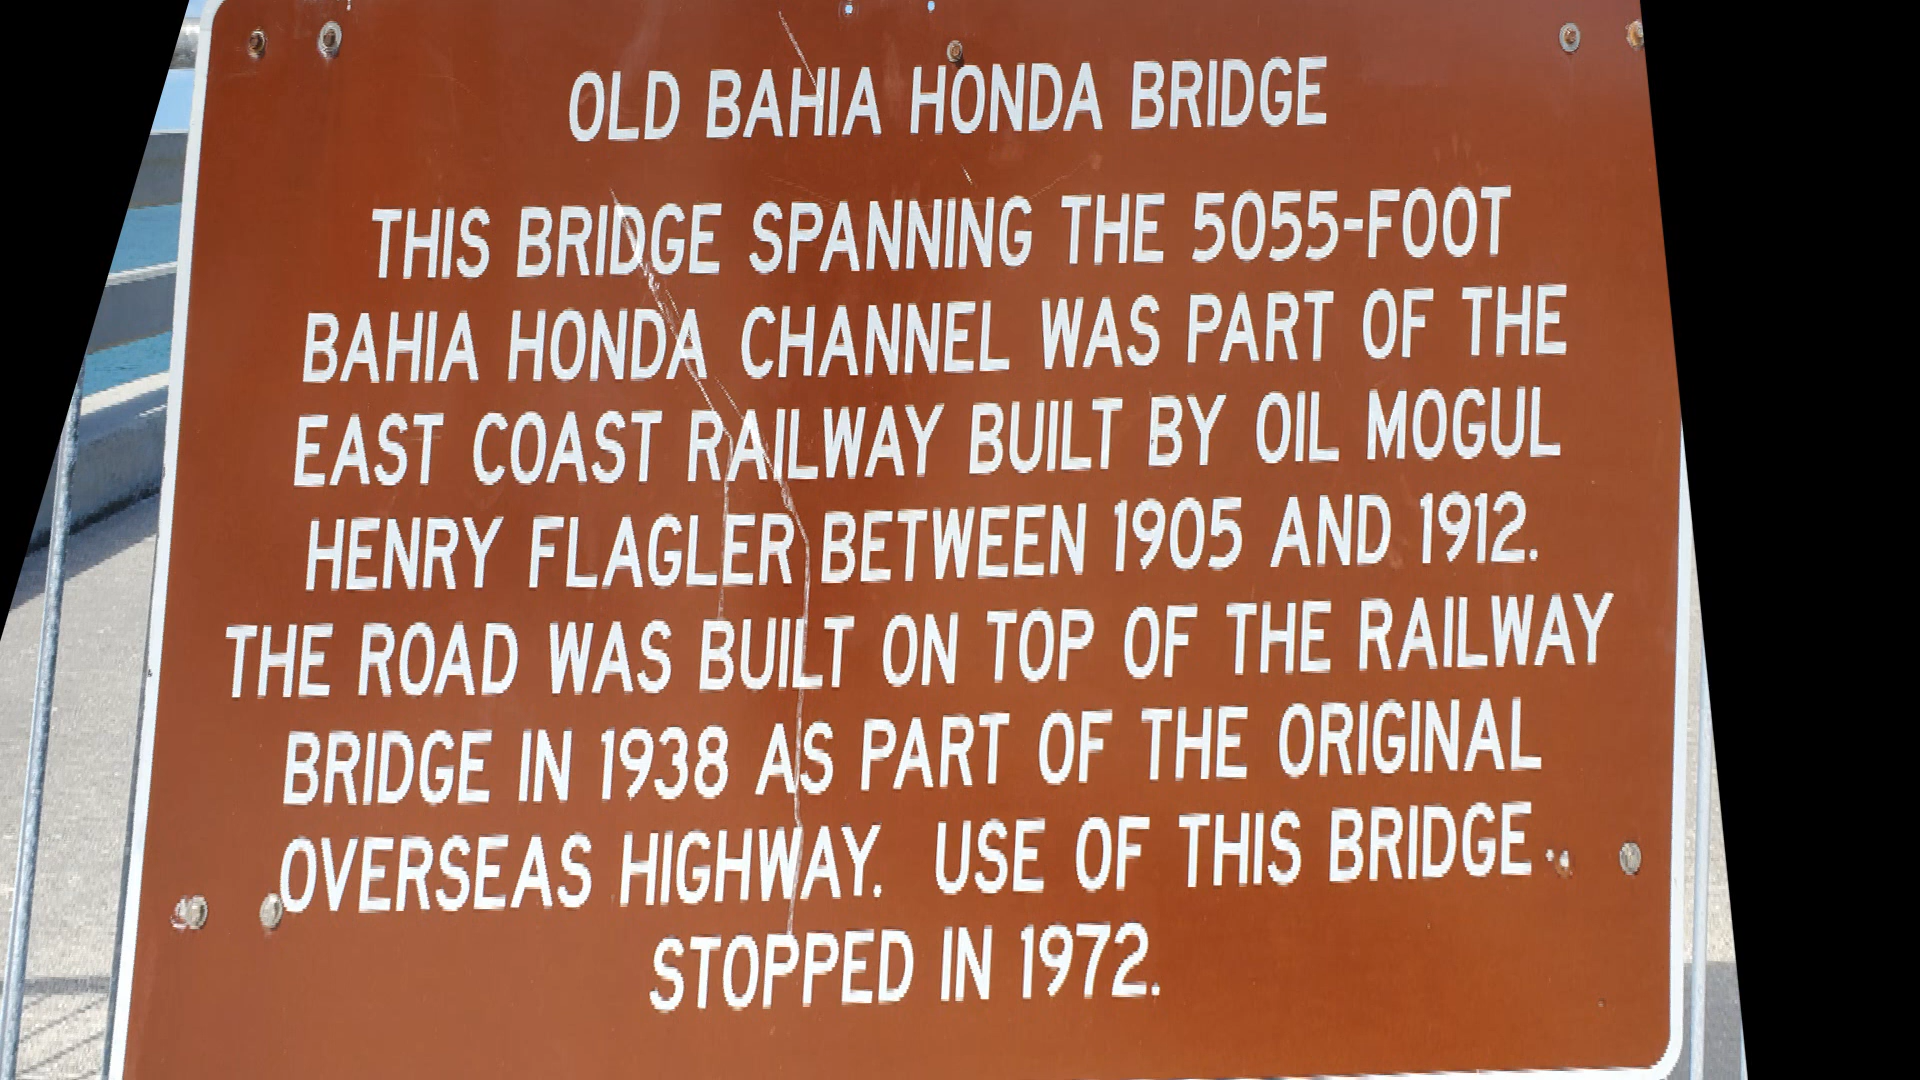 OLD BAHIA HONDA BRIDGE
THIS BRIDGE SPANNING THE 5055-FOOT
BAHIA HONDA CHANNEL WAS PART OF THE
EAST COAST RAILWAY BUILT BY OIL MOGUL
HENRY FLAGLER BETWEEN 1905 AND 1912.
THE ROAD WAS BUILT ON TOP OF THE RAILWAY
BRIDGE IN 1938 AS PART OF THE ORIGINAL
OVERSEAS HIGHWAY. USE OF THIS BRIDGE
STOPPED IN 1972.